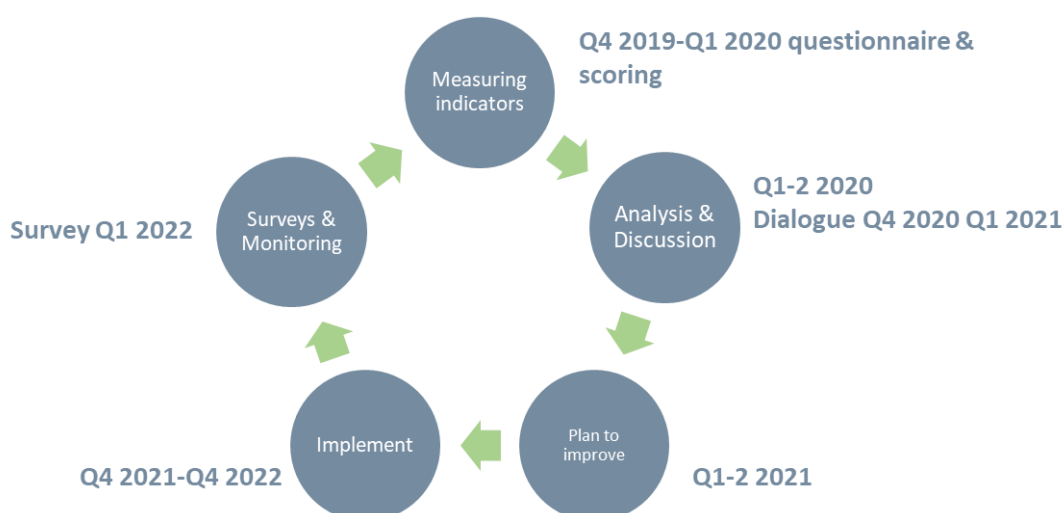 Measuring
indicators
Q4 2019-Q1 2020 questionnaire &
scoring
Analysis &
Discussion
Q1-2 2020
Dialogue Q4 2020 Q1 2021
Plan to
improve
Q1-2 2021
Implement
Q4 2021-Q4 2022
Surveys &
Monitoring
Survey Q1 2022